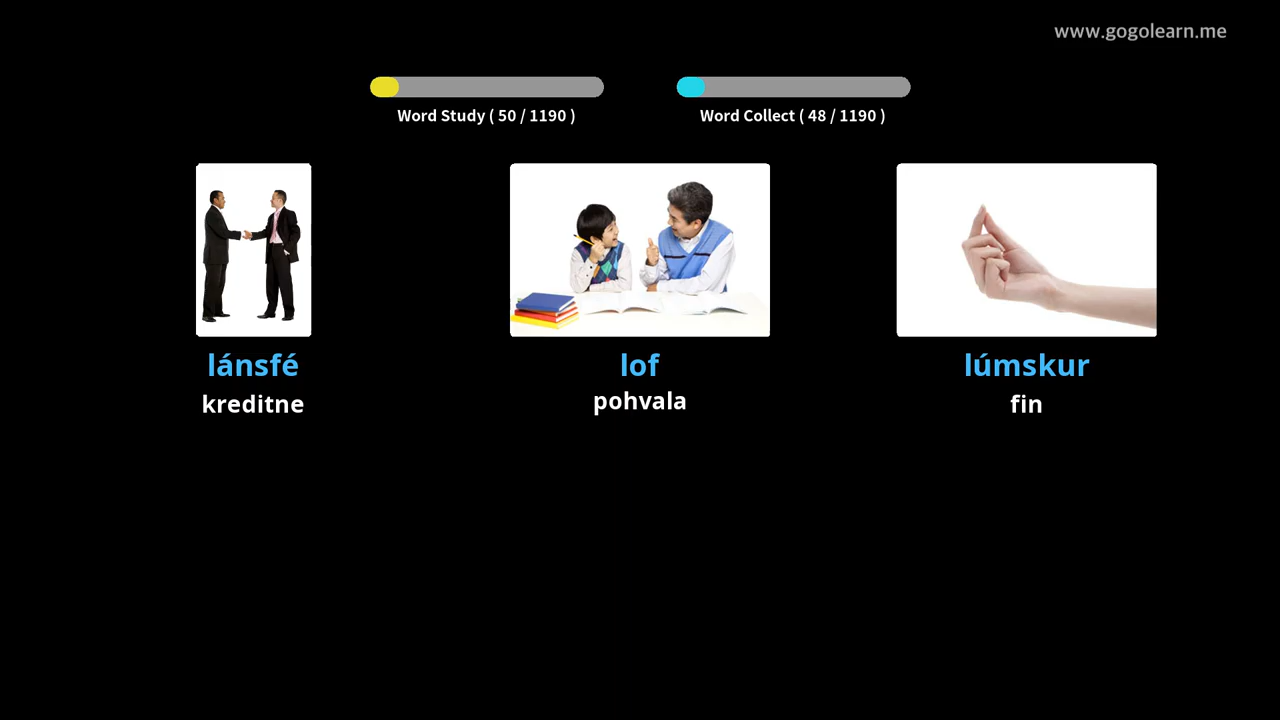 www.gogolearn.me
Word Study ( 50 / 1190 )
Word Collect ( 48 / 1190 )
lánsfé
lof
lúmskur
kreditne
pohvala
fin